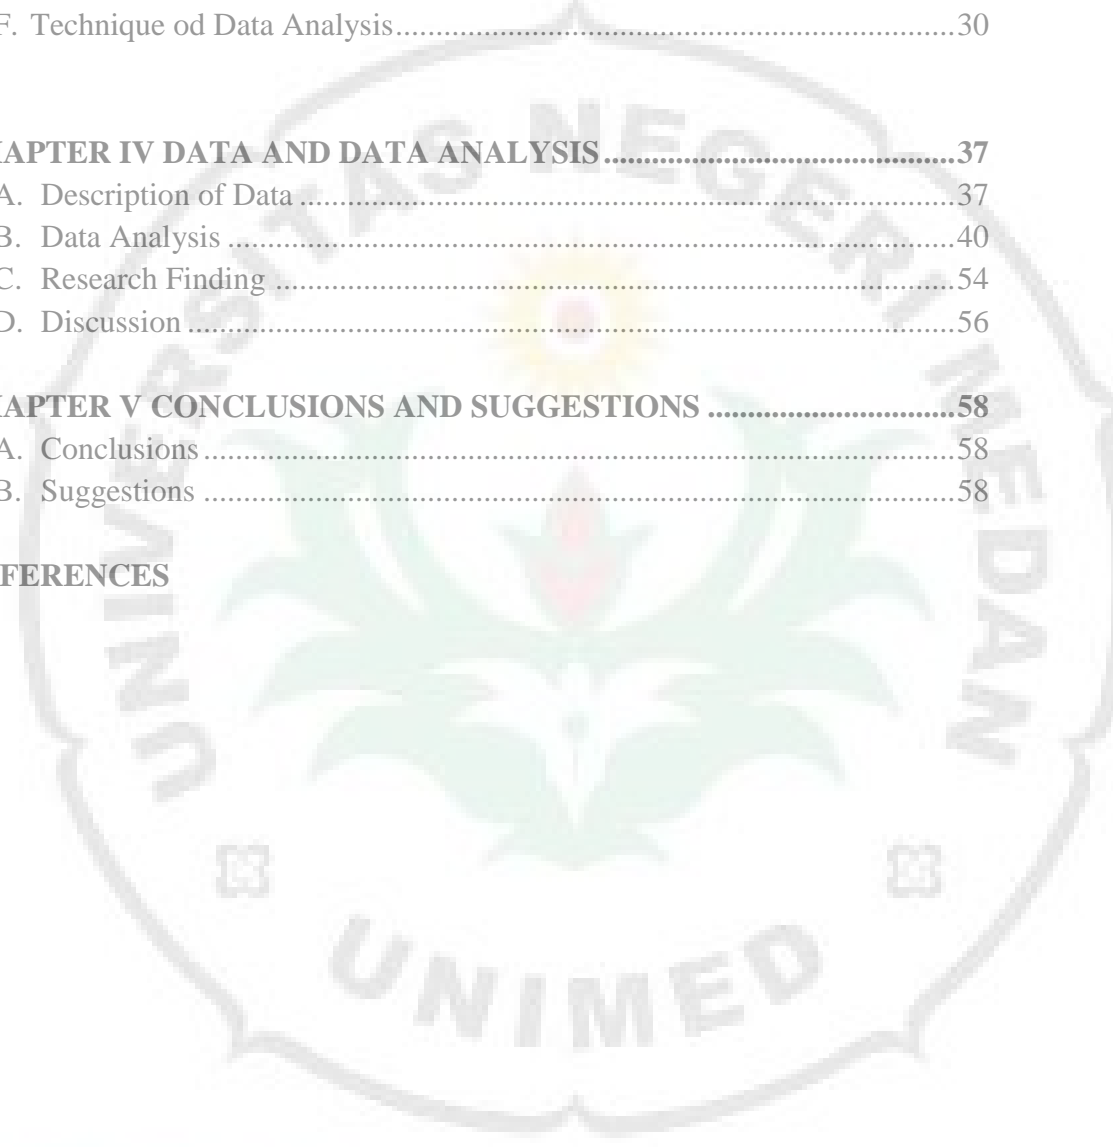 F. Technique od Data Analysis......................................................................30
APTER IV DATA AND DATA ANALYSIS............................................37
A. Description of Data..................................................................................37
B. Data Analysis...........................................................................................40
C. Research Finding.....................................................................................54
D. Discussion................................................................................................56
APTER V CONCLUSIONS AND SUGGESTIONS...............................58
A. Conclusions..............................................................................................58
B. Suggestions..............................................................................................58
FERENCES
UNIVERSITAS NEGERI MEDAN
UNIMED